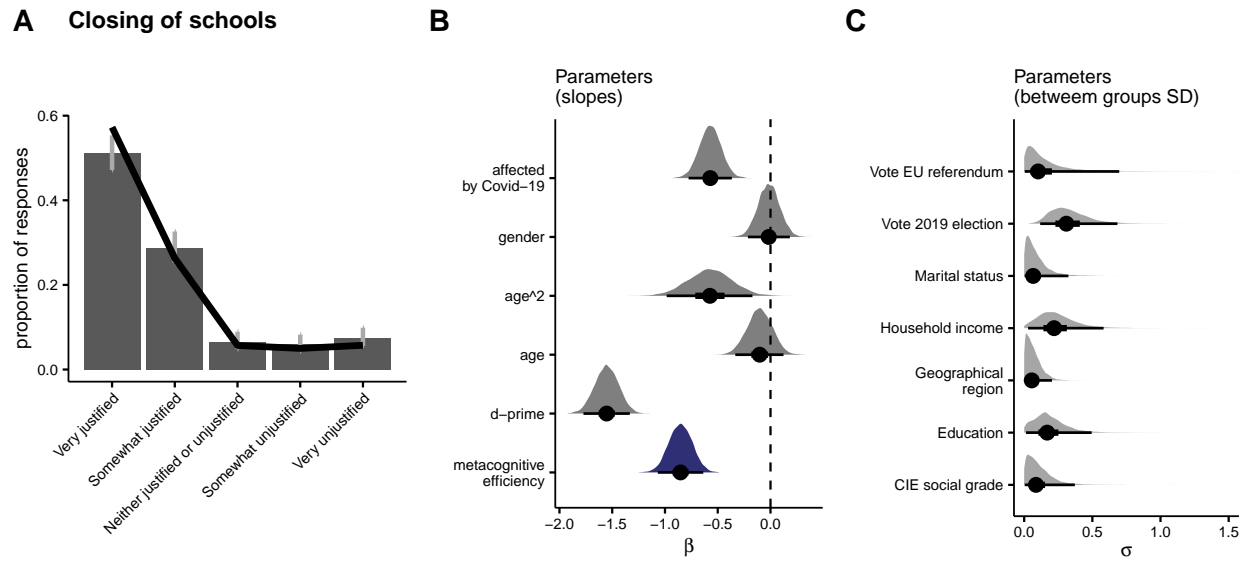 A Closing of schools
proportion of responses
0.6
0.4
0.2
0.0
Very justified
Somewhat justified
Neither justified or unjustified
Somewhat unjustified
Very unjustified
B
Parameters
(slopes)
affected
by Covid−19
gender
age^2
age
d−prime
metacognitive
efficiency
−2.0 −1.5 −1.0 −0.5 0.0
β
C
Parameters
(betweem groups SD)
Vote EU referendum
Vote 2019 election
Marital status
Household income
Geographical
region
Education
CIE social grade
0.0 0.5 1.0 1.5
σ